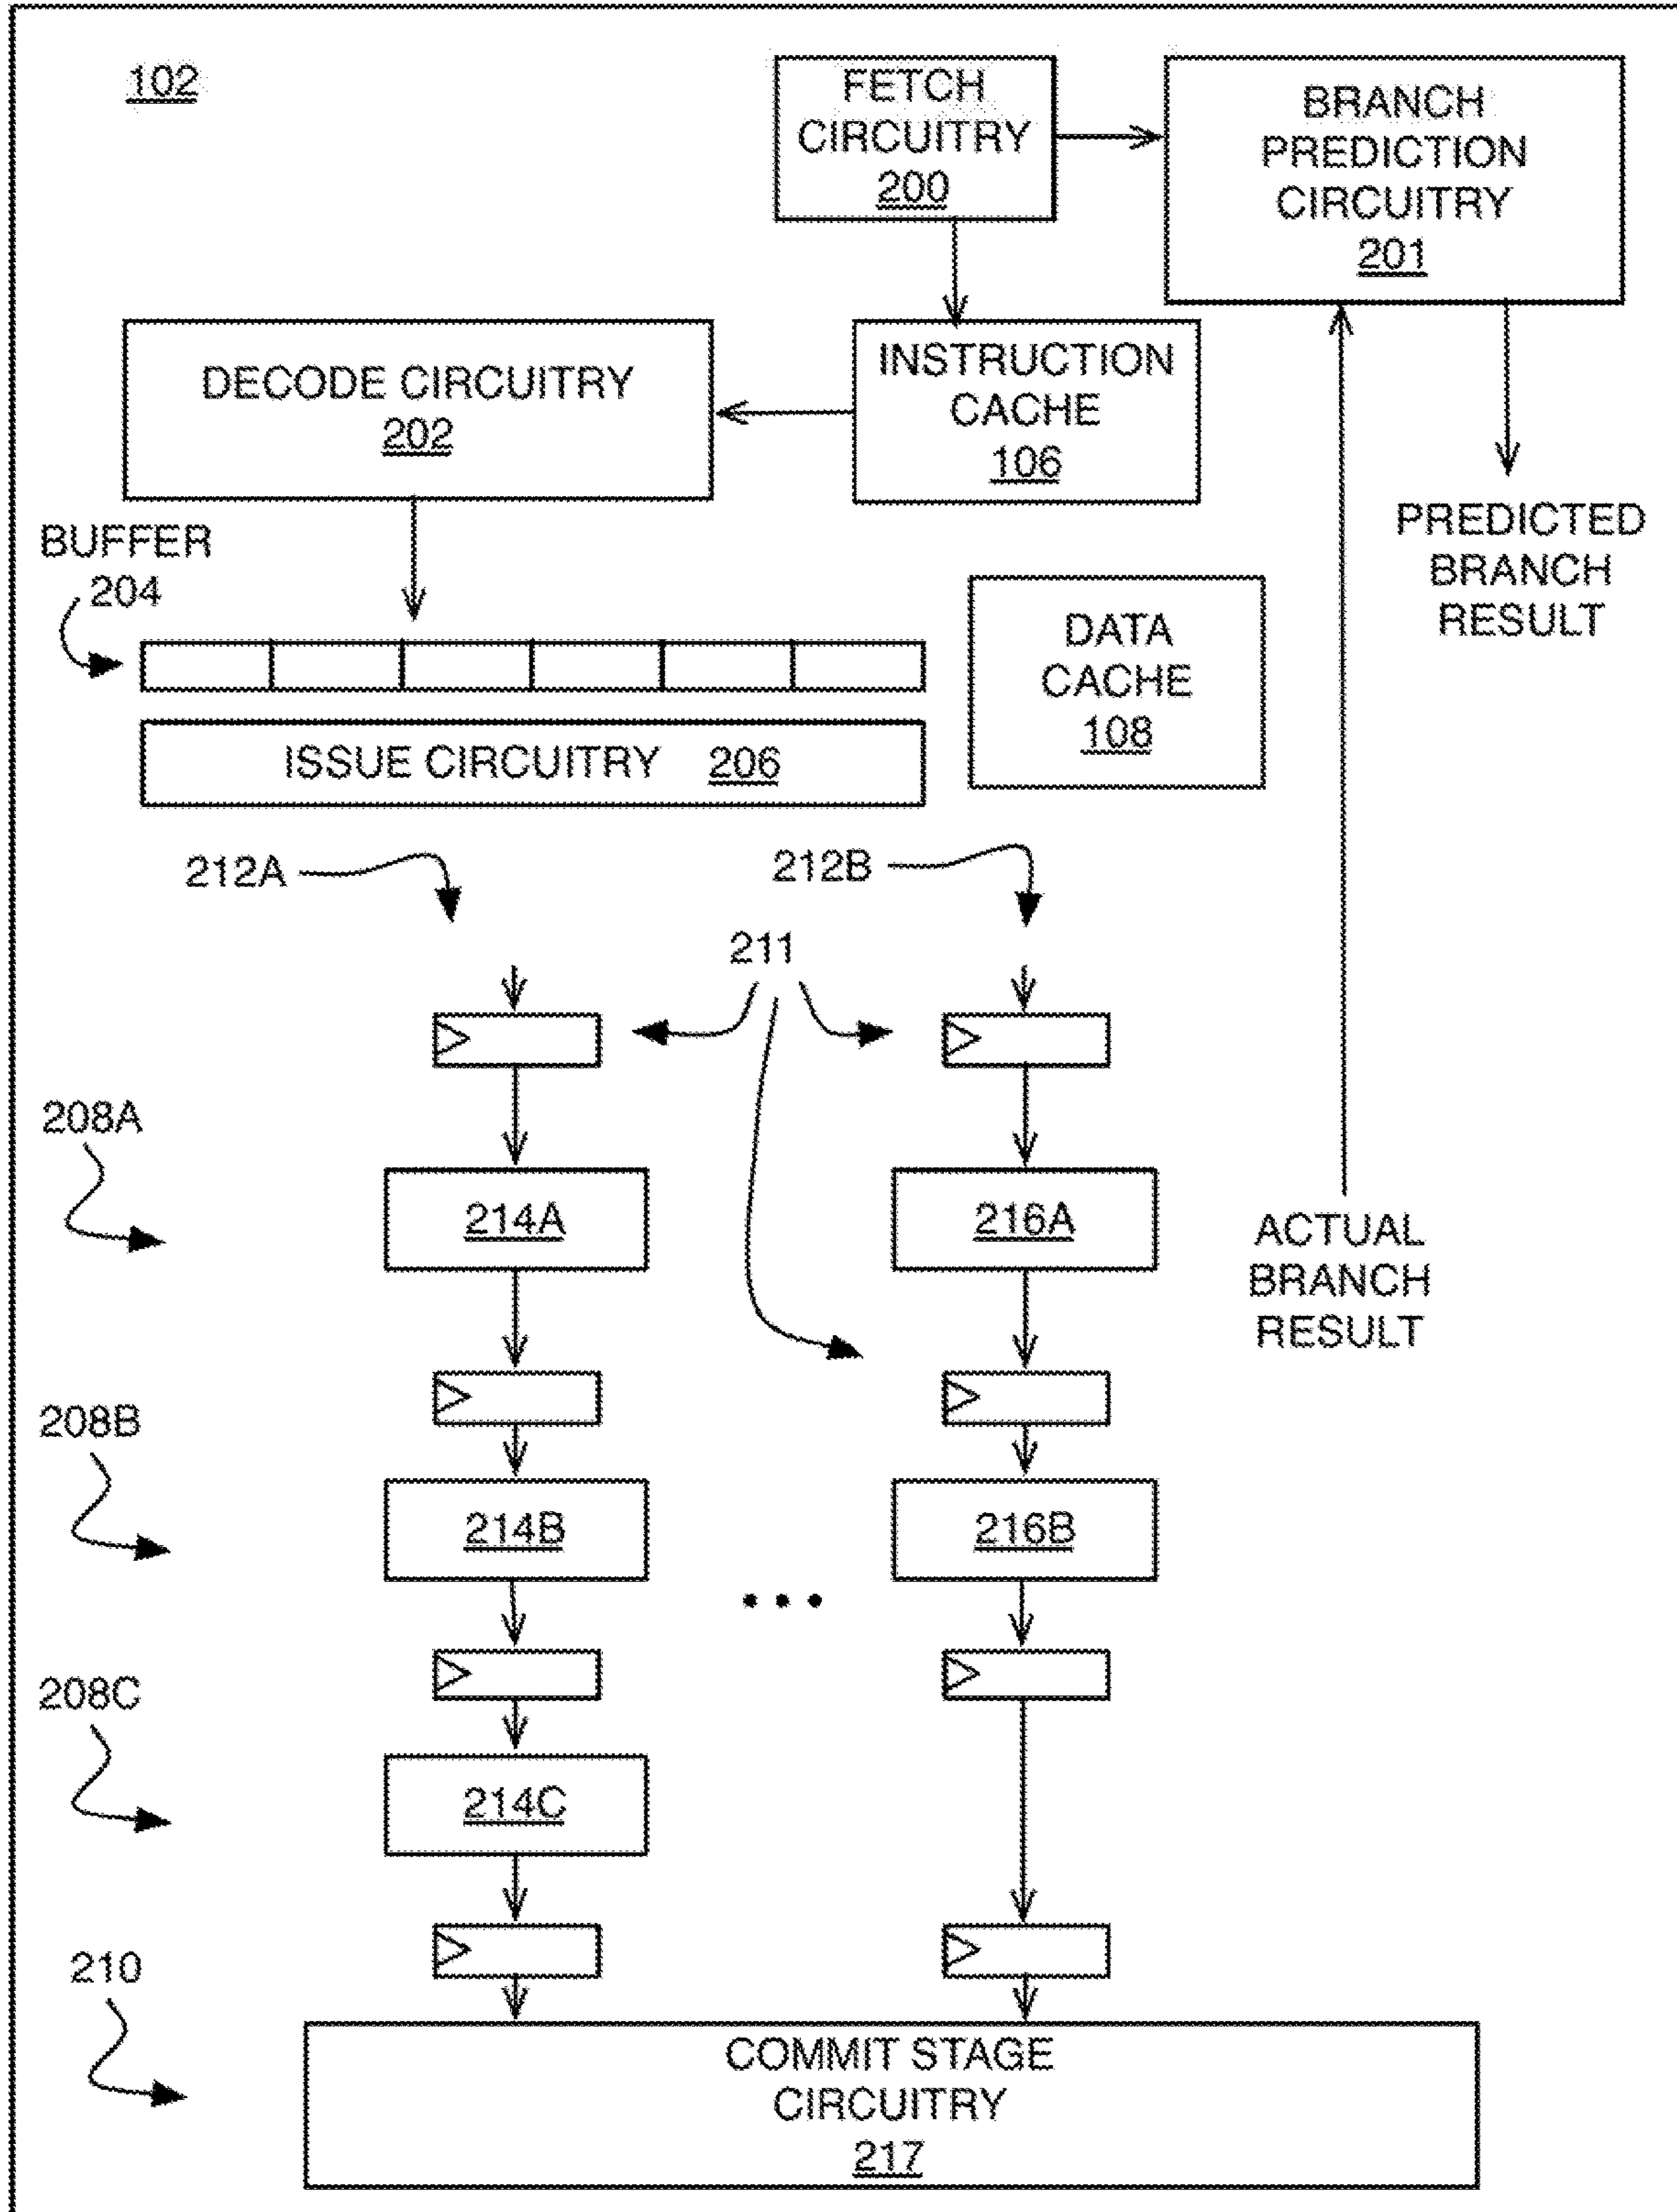 102
FETCH
CIRCUITRY
200
BRANCH
PREDICTION
CIRCUITRY
201
DECODE CIRCUITRY
202
INSTRUCTION
CACHE
106
PREDICTED
BRANCH
RESULT
BUFFER
204
DATA
CACHE
108
ISSUE CIRCUITRY 206
212A
212B
211
208A
214A
216A
ACTUAL
BRANCH
RESULT
208B
214B
216B
...
208C
214C
210
COMMIT STAGE
CIRCUITRY
217